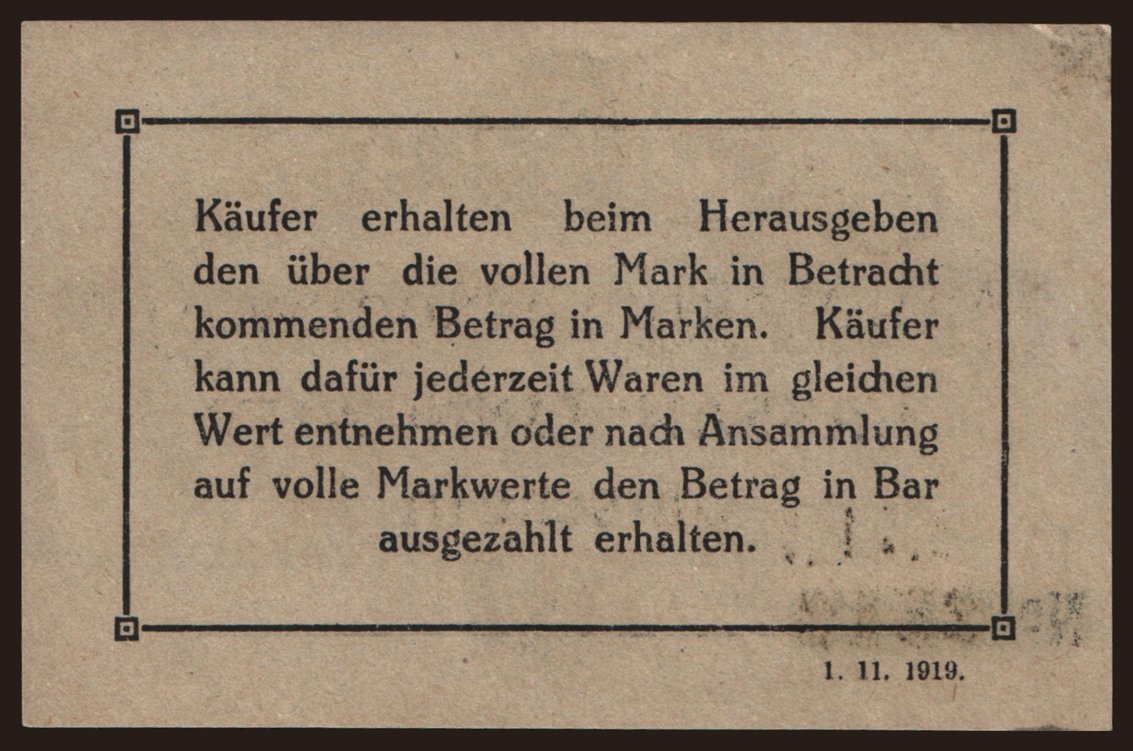 Käufer erhalten beim Herausgeben
den über die vollen Mark in Betracht
kommenden Betrag in Marken. Käufer
kann dafür jederzeit Waren im gleichen
Wert entnehmen oder nach Ansammlung
auf volle Markwerte den Betrag in Bar
ausgezahlt erhalten.
1. 11. 1919.